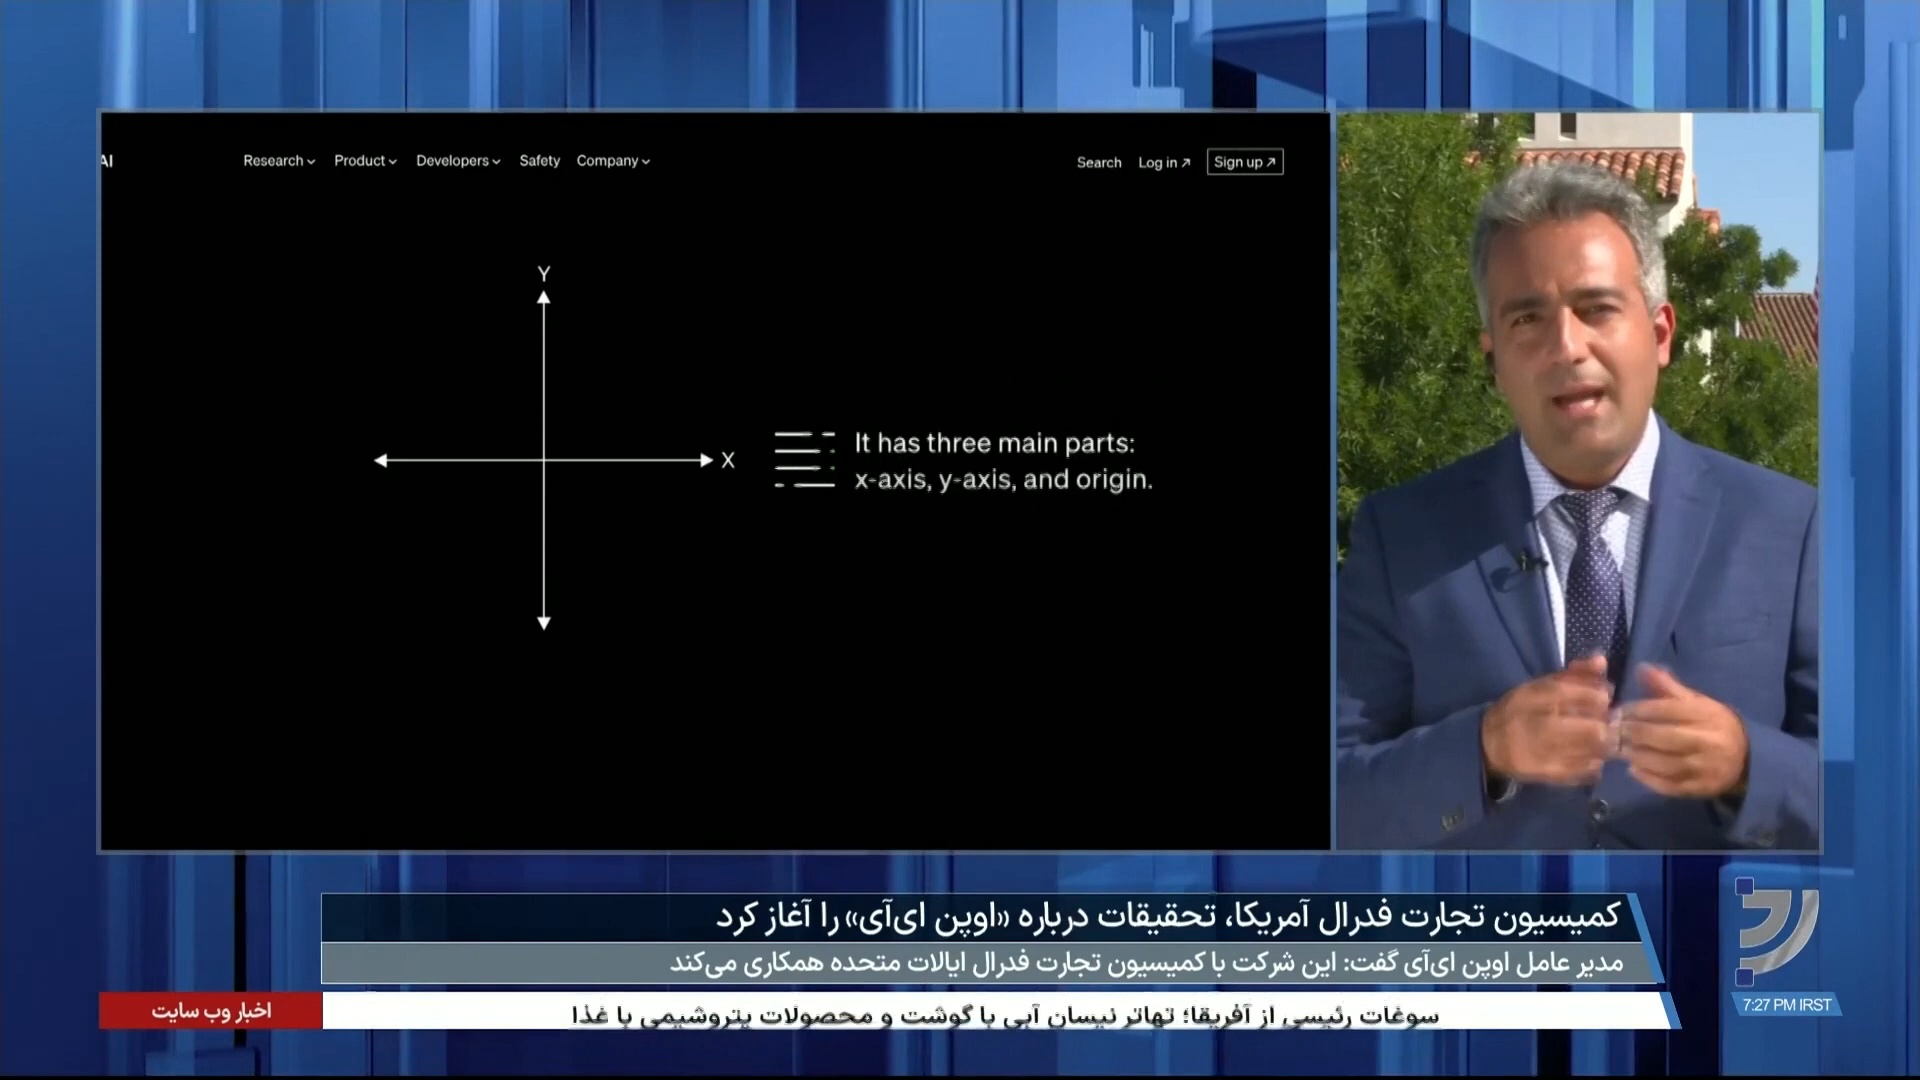 AI
Research Product Developers Safety Company
Search Log in ↗ Sign up ↗
Y
X
It has three main parts:
x-axis, y-axis, and origin.
کمیسیون تجارت فدرال آمریکا، تحقیقات درباره «اوپن ای‌آی» را آغاز کرد
مدیر عامل اوپن ای‌آی گفت: این شرکت با کمیسیون تجارت فدرال ایالات متحده همکاری می‌کند
اخبار وب سایت
سوغات رئیسی از آفریقا؛ تهاتر نیسان آبی با گوشت و محصولات پتروشیمی با غذا
7:27 PM IRST